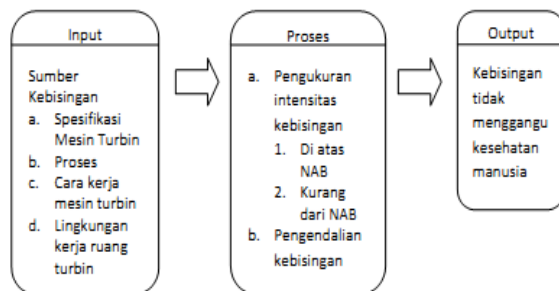 Input
Sumber
Kebisingan
a. Spesifikasi
Mesin Turbin
b. Proses
c. Cara kerja
mesin turbin
d. Lingkungan
kerja ruang
turbin
Proses
a. Pengukuran
intensitas
kebisingan
1. Di atas
NAB
2. Kurang
dari NAB
b. Pengendalian
kebisingan
Output
Kebisingan
tidak
menggangu
kesehatan
manusia